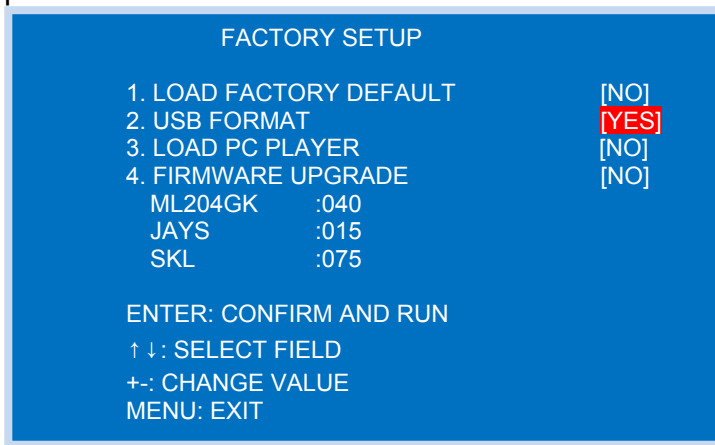 FACTORY SETUP
1. LOAD FACTORY DEFAULT [NO]
2. USB FORMAT [YES]
3. LOAD PC PLAYER [NO]
4. FIRMWARE UPGRADE [NO]
ML204GK :040
JAYS :015
SKL :075
ENTER: CONFIRM AND RUN
↑↓: SELECT FIELD
+-: CHANGE VALUE
MENU: EXIT